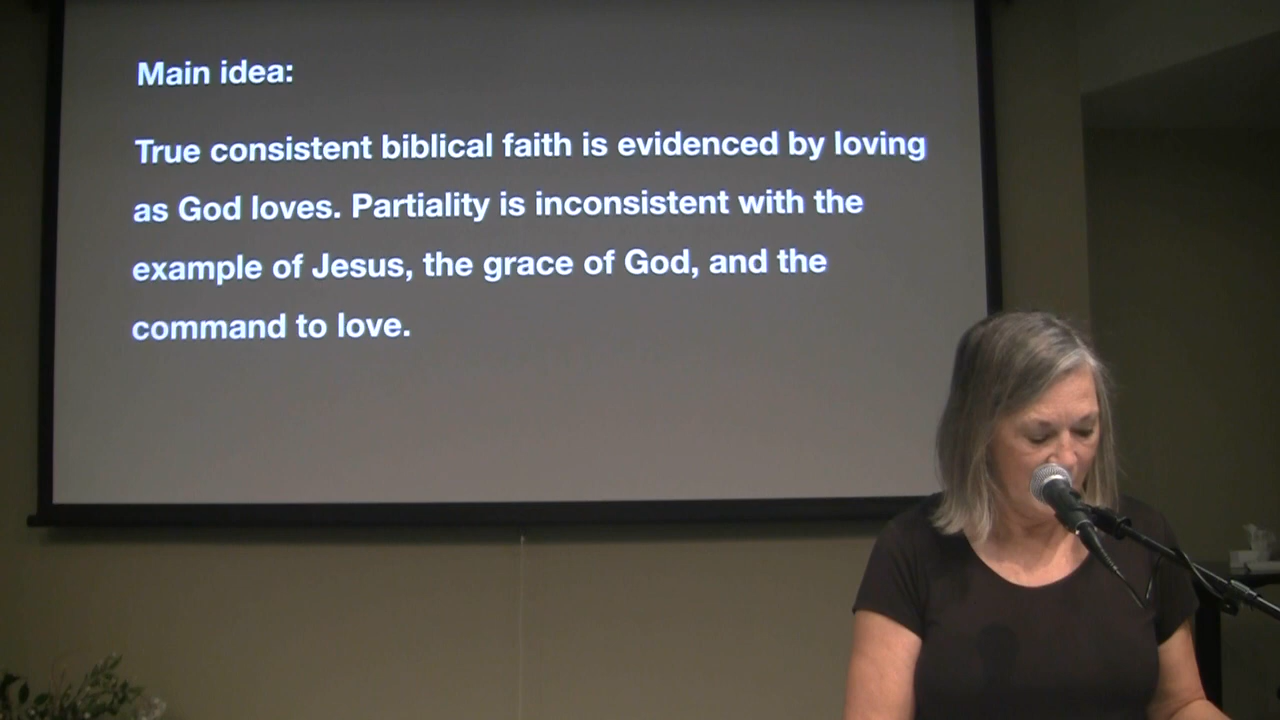 Main idea:
True consistent biblical faith is evidenced by loving
as God loves. Partiality is inconsistent with the
example of Jesus, the grace of God, and the
command to love.